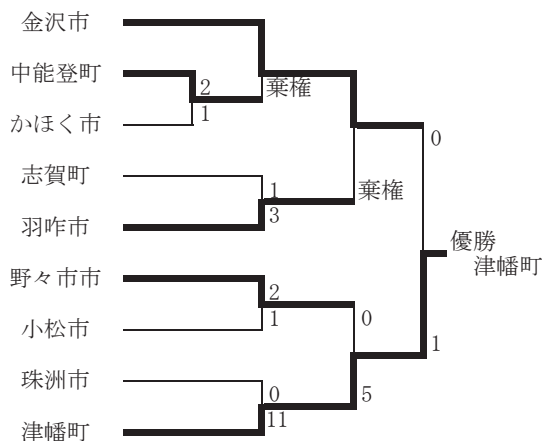 金沢市
中能登町
2
棄権
1
かほく市
0
志賀町
1
棄権
3
羽咋市
優勝
津幡町
野々市市
2
1
0
小松市
1
珠洲市
0
5
11
津幡町